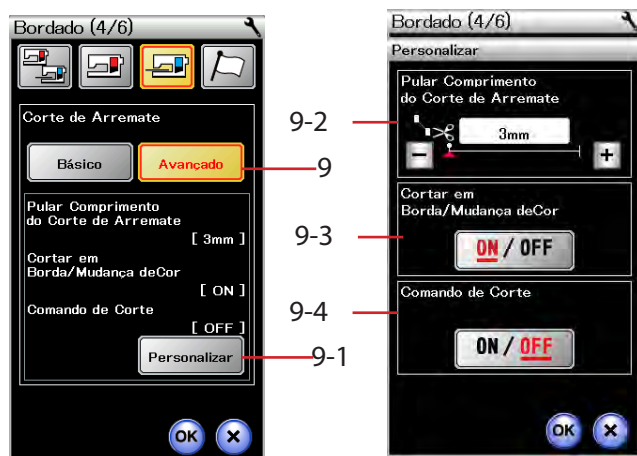 Bordado (4/6)
Corte de Arremate
Básico
Avançado
Pular Comprimento
do Corte de Arremate
[ 3mm ]
Cortar em
Borda/Mudança deCor
[ ON ]
Comando de Corte
[ OFF ]
Personalizar
OK
9-2
9
9-3
9-4
9-1
Bordado (4/6)
Personalizar
Pular Comprimento
do Corte de Arremate
3mm
− +
Cortar em
Borda/Mudança deCor
ON / OFF
Comando de Corte
ON / OFF
OK